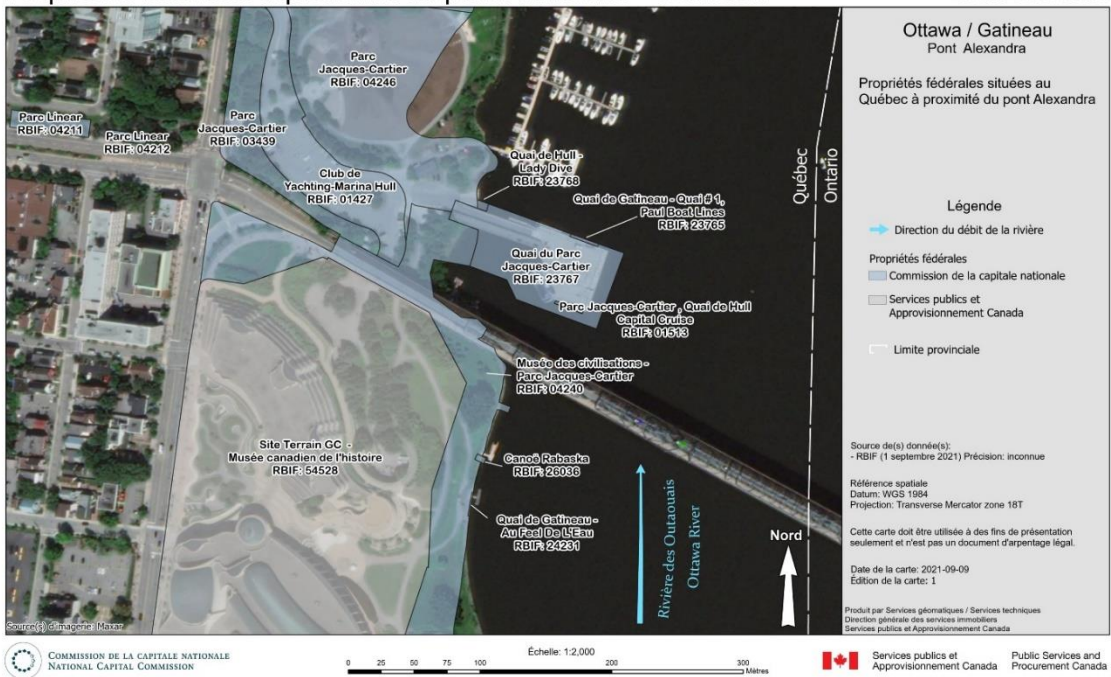 Parc
Jacques-Cartier
RBIF: 04246
Parc Linear
RBIF: 04211
Parc Linear
RBIF: 04212
Parc
Jacques-Cartier
RBIF: 03439
Club de
Yachting-Marina Hull
RBIF: 01427
Quai de Hull -
Lady Dive
RBIF: 23768
Quai de Gatineau - Quai # 1,
Paul Boat Lines
RBIF: 23765
Quai du Parc
Jacques-Cartier
RBIF: 23767
Parc Jacques-Cartier , Quai de Hull
Capital Cruise
RBIF: 01513
Musée des civilisations -
Parc Jacques-Cartier
RBIF: 04240
Site Terrain GC -
Musée canadien de l'histoire
RBIF: 54528
Canoë Rabaska
RBIF: 26036
Quai de Gatineau -
Au Feel De L'Eau
RBIF: 24231
Rivière des Outaouais
Ottawa River
Québec
Ontario
Nord
Source(s) d'imagerie: Maxar
Ottawa / Gatineau
Pont Alexandra
Propriétés fédérales situées au
Québec à proximité du pont Alexandra
Légende
Direction du débit de la rivière
Propriétés fédérales
Commission de la capitale nationale
Services publics et
Approvisionnement Canada
Limite provinciale
Source de(s) donnée(s):
- RBIF (1 septembre 2021) Précision: inconnue
Référence spatiale
Datum: WGS 1984
Projection: Transverse Mercator zone 18T
Cette carte doit être utilisée à des fins de présentation
seulement et n'est pas un document d'arpentage légal.
Date de la carte: 2021-09-09
Édition de la carte: 1
Produit par Services géomatiques / Services techniques
Direction générale des services immobiliers
Services publics et Approvisionnement Canada
COMMISSION DE LA CAPITALE NATIONALE
NATIONAL CAPITAL COMMISSION
Échelle: 1:2,000
0 25 50 75 100 200 300
Mètres
Services publics et
Approvisionnement Canada
Public Services and
Procurement Canada